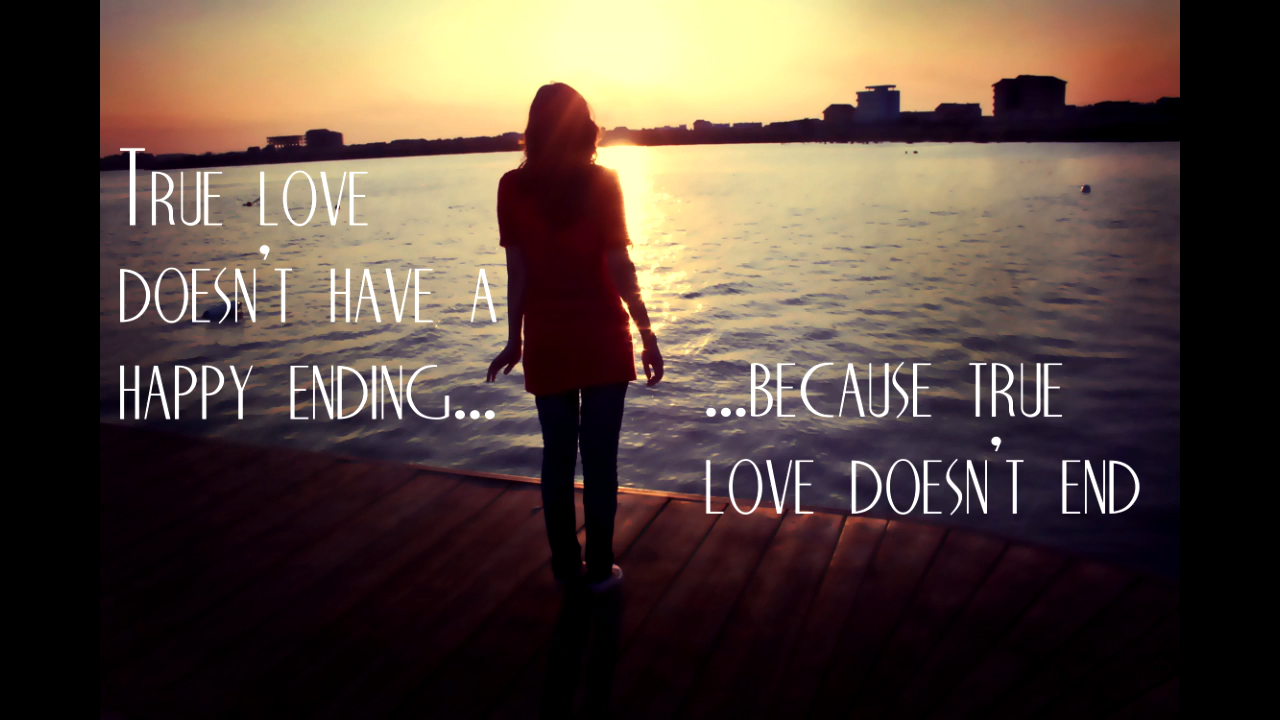 True love
doesn't have a
happy ending...
...because true
love doesn't end